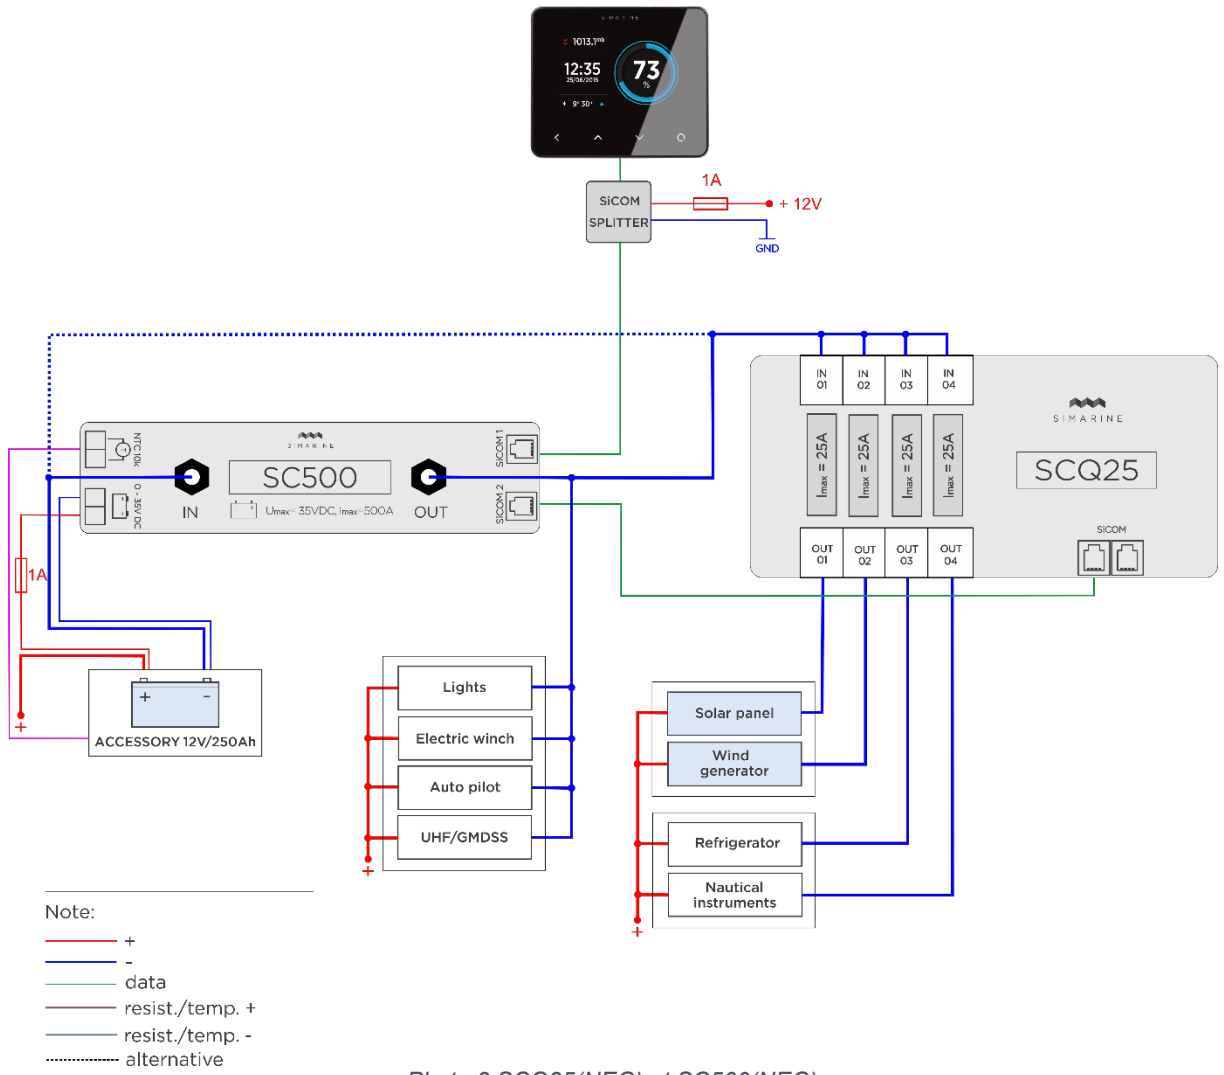 SIMARINE
1013.1mb
12:35
25/06/2015
73
%
9° 30'
1A
SiCOM
SPLITTER
+ 12V
GND
IN
01
IN
02
IN
03
IN
04
SIMARINE
SCQ25
Imax = 25A
Imax = 25A
Imax = 25A
Imax = 25A
OUT
01
OUT
02
OUT
03
OUT
04
SiCOM
NTC 10k
0 - 35V DC
SIMARINE
SC500
IN
Umax= 35VDC, Imax=500A
OUT
SiCOM 1
SiCOM 2
1A
+
+ -
ACCESSORY 12V/250Ah
Lights
Electric winch
Auto pilot
UHF/GMDSS
+
Solar panel
Wind
generator
Refrigerator
Nautical
instruments
+
Note:
+
-
data
resist./temp. +
resist./temp. -
alternative